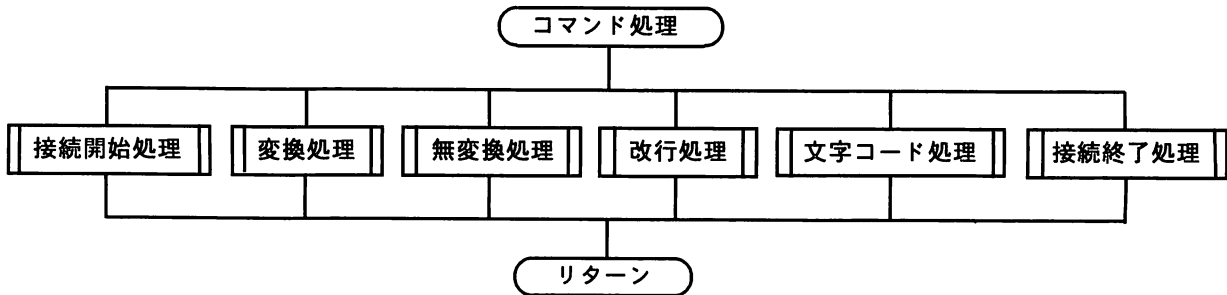 コマンド処理
接続開始処理
変換処理
無変換処理
改行処理
文字コード処理
接続終了処理
リターン